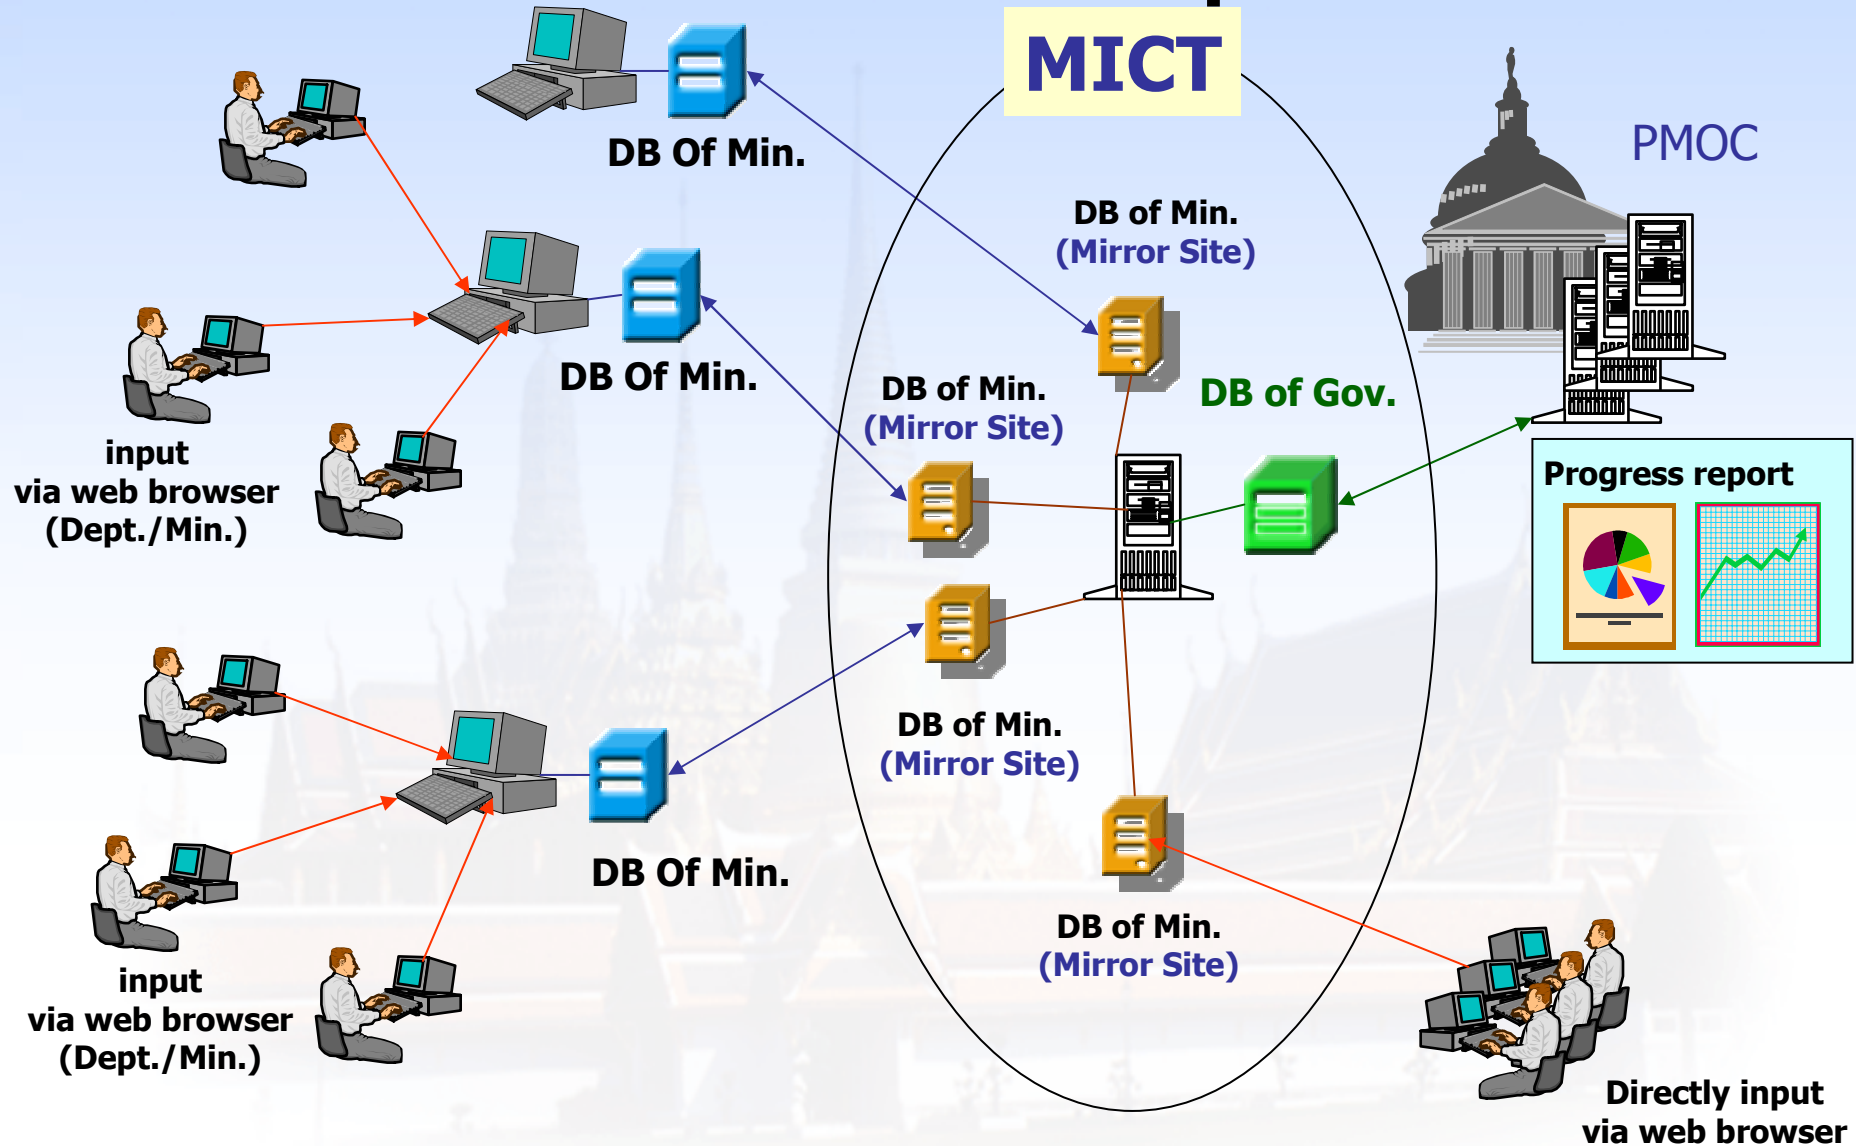 MICT
DB Of Min.
PMOC
DB of Min.
(Mirror Site)
DB Of Min.
DB of Min.
(Mirror Site)
DB of Gov.
input
via web browser
(Dept./Min.)
Progress report
DB of Min.
(Mirror Site)
DB Of Min.
DB of Min.
(Mirror Site)
input
via web browser
(Dept./Min.)
Directly input
via web browser